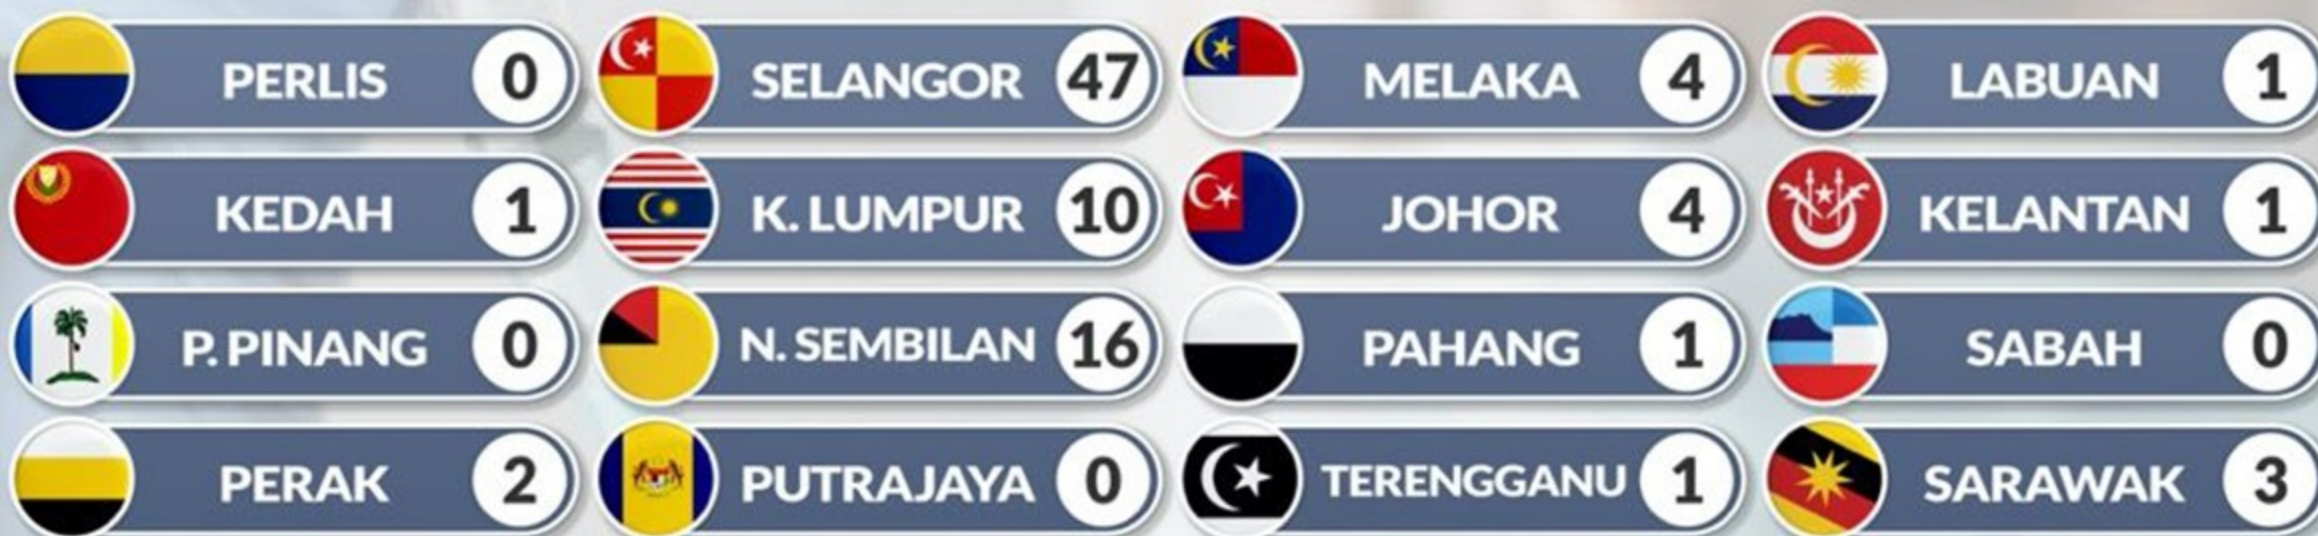 PERLIS 0
KEDAH 1
P. PINANG 0
PERAK 2
SELANGOR 47
K. LUMPUR 10
N. SEMBILAN 16
PUTRAJAYA 0
MELAKA 4
JOHOR 4
PAHANG 1
TERENGGANU 1
LABUAN 1
KELANTAN 1
SABAH 0
SARAWAK 3